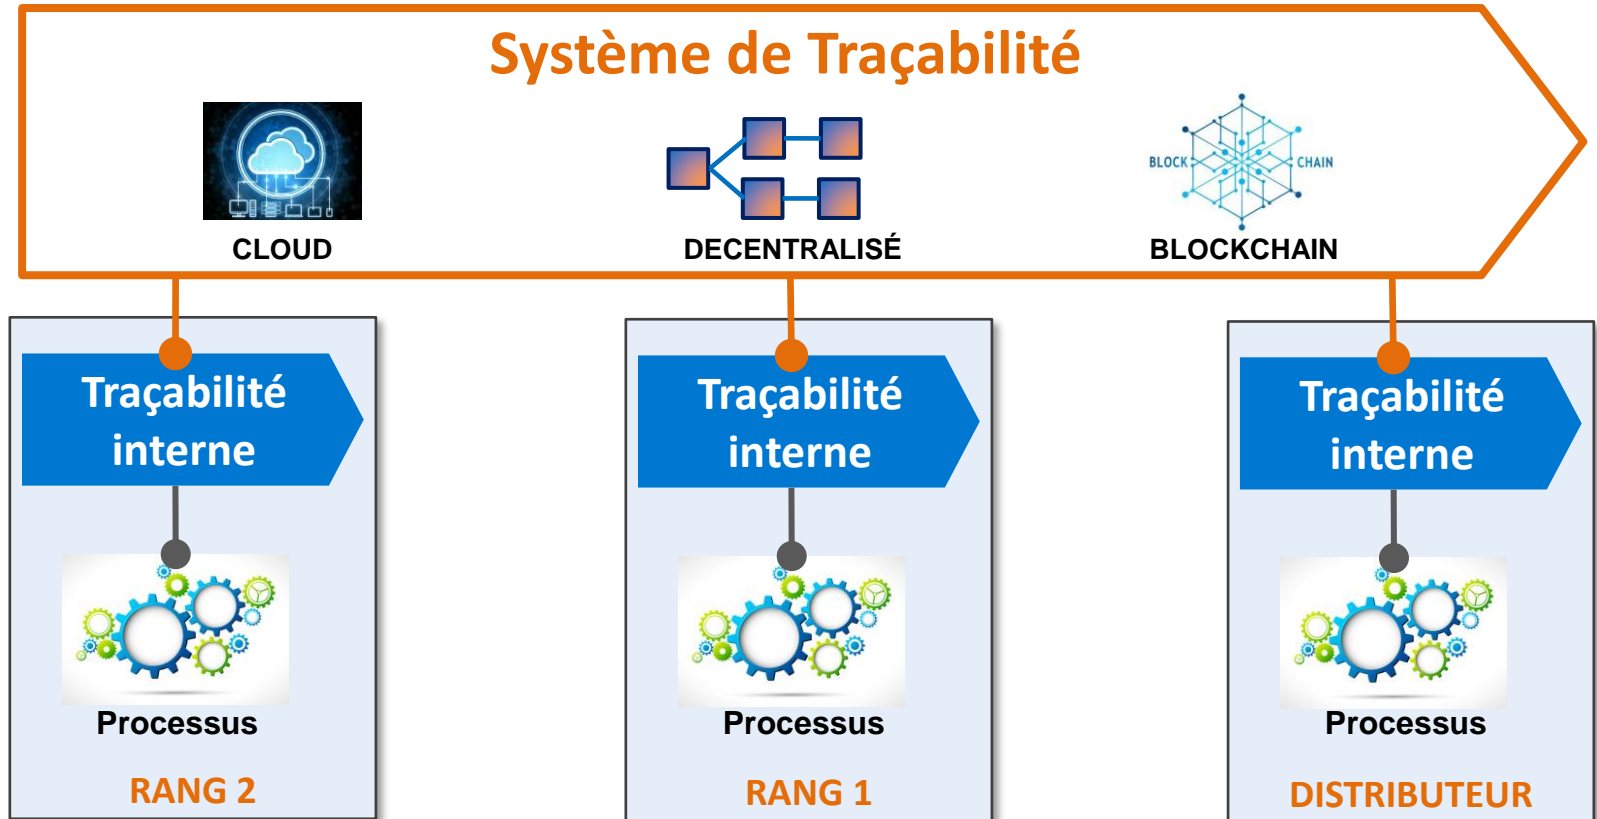 Système de Traçabilité
BLOCK CHAIN
CLOUD
DECENTRALISÉ
BLOCKCHAIN
Traçabilité
interne
Processus
RANG 2
Traçabilité
interne
Processus
RANG 1
Traçabilité
interne
Processus
DISTRIBUTEUR